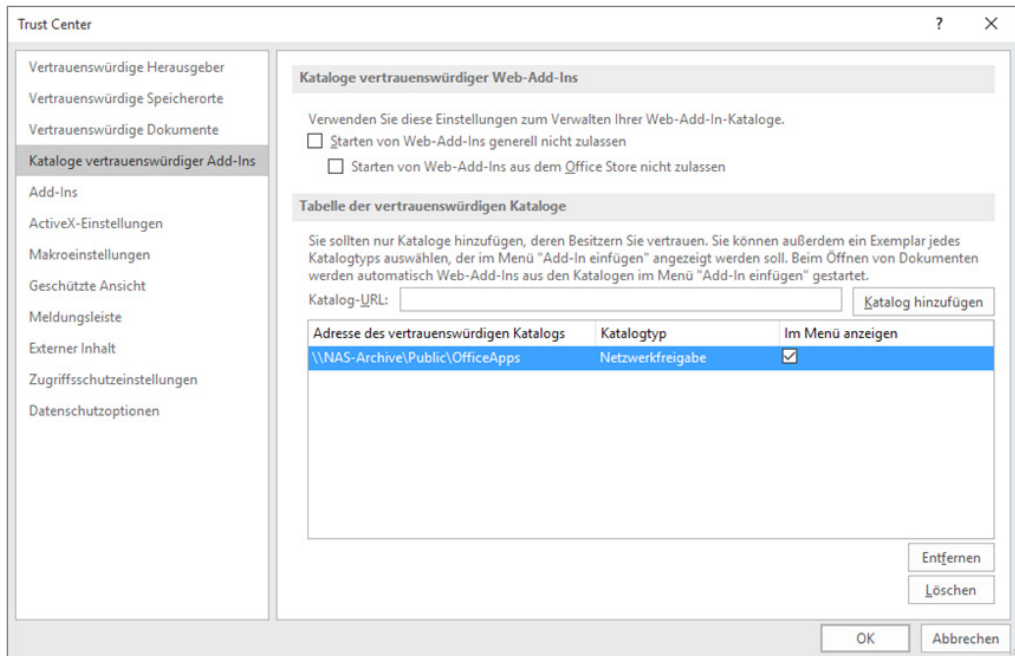 Trust Center
?
Vertrauenswürdige Herausgeber
Vertrauenswürdige Speicherorte
Vertrauenswürdige Dokumente
Kataloge vertrauenswürdiger Add-Ins
Add-Ins
ActiveX-Einstellungen
Makroeinstellungen
Geschützte Ansicht
Meldungsleiste
Externer Inhalt
Zugriffsschutzeinstellungen
Datenschutzoptionen
Kataloge vertrauenswürdiger Web-Add-Ins
Verwenden Sie diese Einstellungen zum Verwalten Ihrer Web-Add-In-Kataloge.
Starten von Web-Add-Ins generell nicht zulassen
Starten von Web-Add-Ins aus dem Office Store nicht zulassen
Tabelle der vertrauenswürdigen Kataloge
Sie sollten nur Kataloge hinzufügen, deren Besitzern Sie vertrauen. Sie können außerdem ein Exemplar jedes
Katalogtyps auswählen, der im Menü "Add-In einfügen" angezeigt werden soll. Beim Öffnen von Dokumenten
werden automatisch Web-Add-Ins aus den Katalogen im Menü "Add-In einfügen" gestartet.
Katalog-URL: Katalog hinzufügen
Adresse des vertrauenswürdigen Katalogs Katalogtyp Im Menü anzeigen
\\NAS-Archive\Public\OfficeApps Netzwerkfreigabe
Entfernen
Löschen
OK Abbrechen